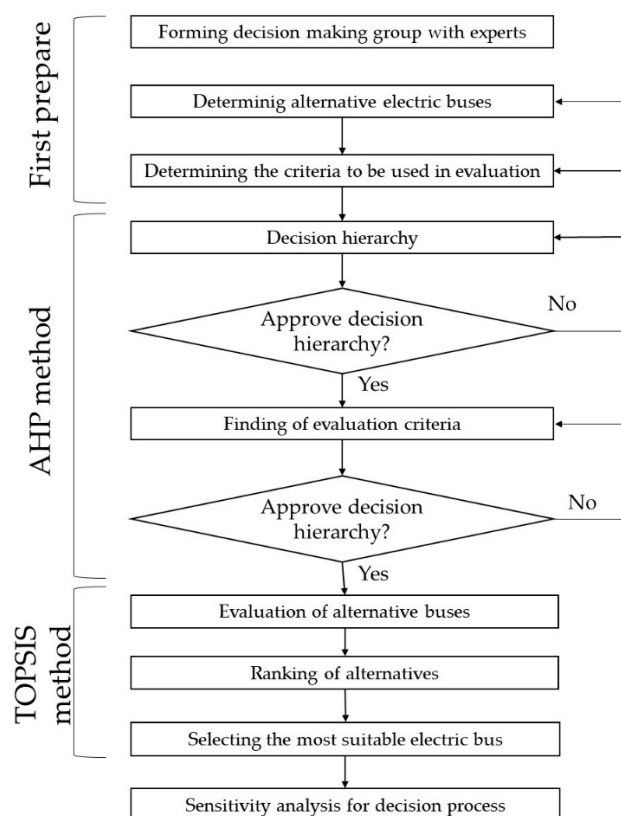 First prepare
Forming decision making group with experts
Determinig alternative electric buses
Determining the criteria to be used in evaluation
AHP method
Decision hierarchy
Approve decision
hierarchy?
No
Yes
Finding of evaluation criteria
Approve decision
hierarchy?
No
Yes
TOPSIS
method
Evaluation of alternative buses
Ranking of alternatives
Selecting the most suitable electric bus
Sensitivity analysis for decision process